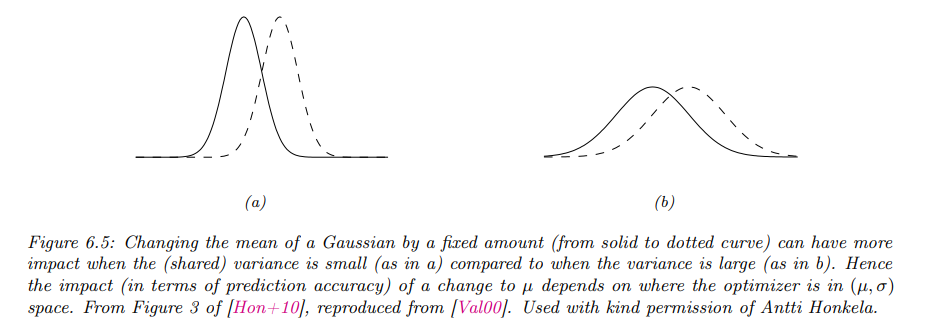 (a)
(b)
Figure 6.5: Changing the mean of a Gaussian by a fixed amount (from solid to dotted curve) can have more
impact when the (shared) variance is small (as in a) compared to when the variance is large (as in b). Hence
the impact (in terms of prediction accuracy) of a change to μ depends on where the optimizer is in (μ, σ)
space. From Figure 3 of [Hon+10], reproduced from [Val00]. Used with kind permission of Antti Honkela.